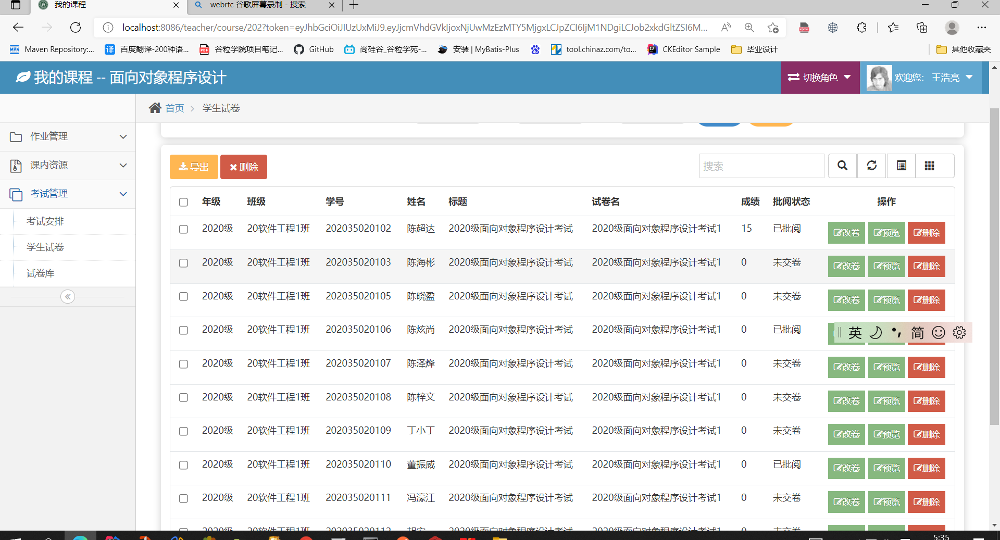 我的课程
webrtc 谷歌屏幕录制 - 搜索
localhost:8086/teacher/course/202?token=eyJhbGciOiJIUzUxMiJ9.eyJjcmVhdGVkIjoxNjUwMzEzMTY5MjgxLCJpZCI6IjM1NDgiLCJob2xkdGltZSI6M...
Maven Repository:...
百度翻译-200种语...
谷粒学院项目笔记...
GitHub
尚硅谷_谷粒学苑-...
安装 | MyBatis-Plus
tool.chinaz.com/to...
CKEditor Sample
毕业设计
其他收藏夹
我的课程 -- 面向对象程序设计
切换角色
欢迎您: 王浩亮
首页 > 学生试卷
作业管理
课内资源
考试管理
考试安排
学生试卷
试卷库
导出 删除
搜索
年级 班级 学号 姓名 标题 试卷名 成绩 批阅状态 操作
2020级 20软件工程1班 202035020102 陈超达 2020级面向对象程序设计考试 2020级面向对象程序设计考试1 15 已批阅 改卷 预览 删除
2020级 20软件工程1班 202035020103 陈海彬 2020级面向对象程序设计考试 2020级面向对象程序设计考试1 0 未交卷 改卷 预览 删除
2020级 20软件工程1班 202035020105 陈晓盈 2020级面向对象程序设计考试 2020级面向对象程序设计考试1 0 未交卷 改卷 预览 删除
2020级 20软件工程1班 202035020106 陈炫尚 2020级面向对象程序设计考试 2020级面向对象程序设计考试1 0 已批阅
英 简
2020级 20软件工程1班 202035020107 陈泽烽 2020级面向对象程序设计考试 2020级面向对象程序设计考试1 0 未交卷 改卷 预览 删除
2020级 20软件工程1班 202035020108 陈梓文 2020级面向对象程序设计考试 2020级面向对象程序设计考试1 0 未交卷 改卷 预览 删除
2020级 20软件工程1班 202035020109 丁小丁 2020级面向对象程序设计考试 2020级面向对象程序设计考试1 0 未交卷 改卷 预览 删除
2020级 20软件工程1班 202035020110 董振威 2020级面向对象程序设计考试 2020级面向对象程序设计考试1 0 已批阅 改卷 预览 删除
2020级 20软件工程1班 202035020111 冯濠江 2020级面向对象程序设计考试 2020级面向对象程序设计考试1 0 未交卷 改卷 预览 删除
5:35